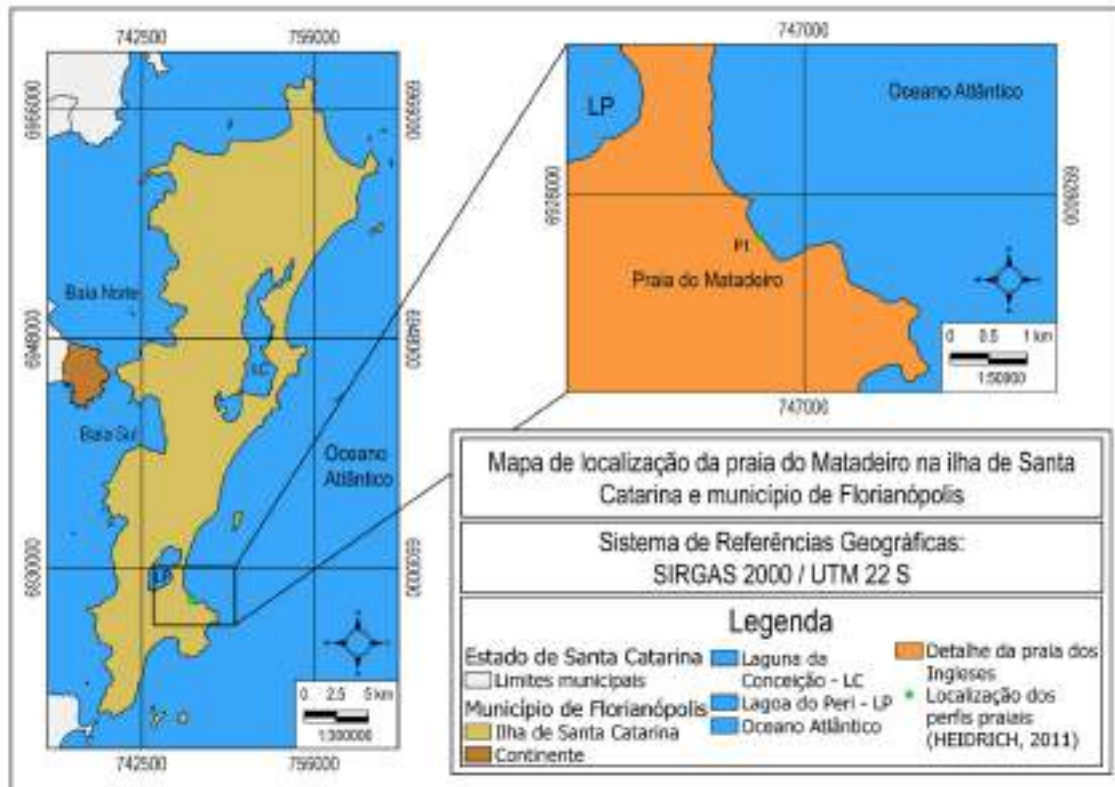 742500
756000
6966000
6966000
Baia Norte
6948000
6948000
LC
Baia Sul
Oceano
Atlântico
6930000
6930000
LP
0 2.5 5 km
1:300000
742500
756000
747000
LP
Oceano Atlântico
6928000
6928000
P1
Praia do Matadeiro
0 0.5 1 km
1:50000
747000
Mapa de localização da praia do Matadeiro na ilha de Santa
Catarina e município de Florianópolis
Sistema de Referências Geográficas:
SIRGAS 2000 / UTM 22 S
Legenda
Estado de Santa Catarina
Limites municipais
Município de Florianópolis
Ilha de Santa Catarina
Continente
Laguna da
Conceição - LC
Lagoa do Peri - LP
Oceano Atlântico
Detalhe da praia dos
Ingleses
Localização dos
perfis praiais
(HEIDRICH, 2011)